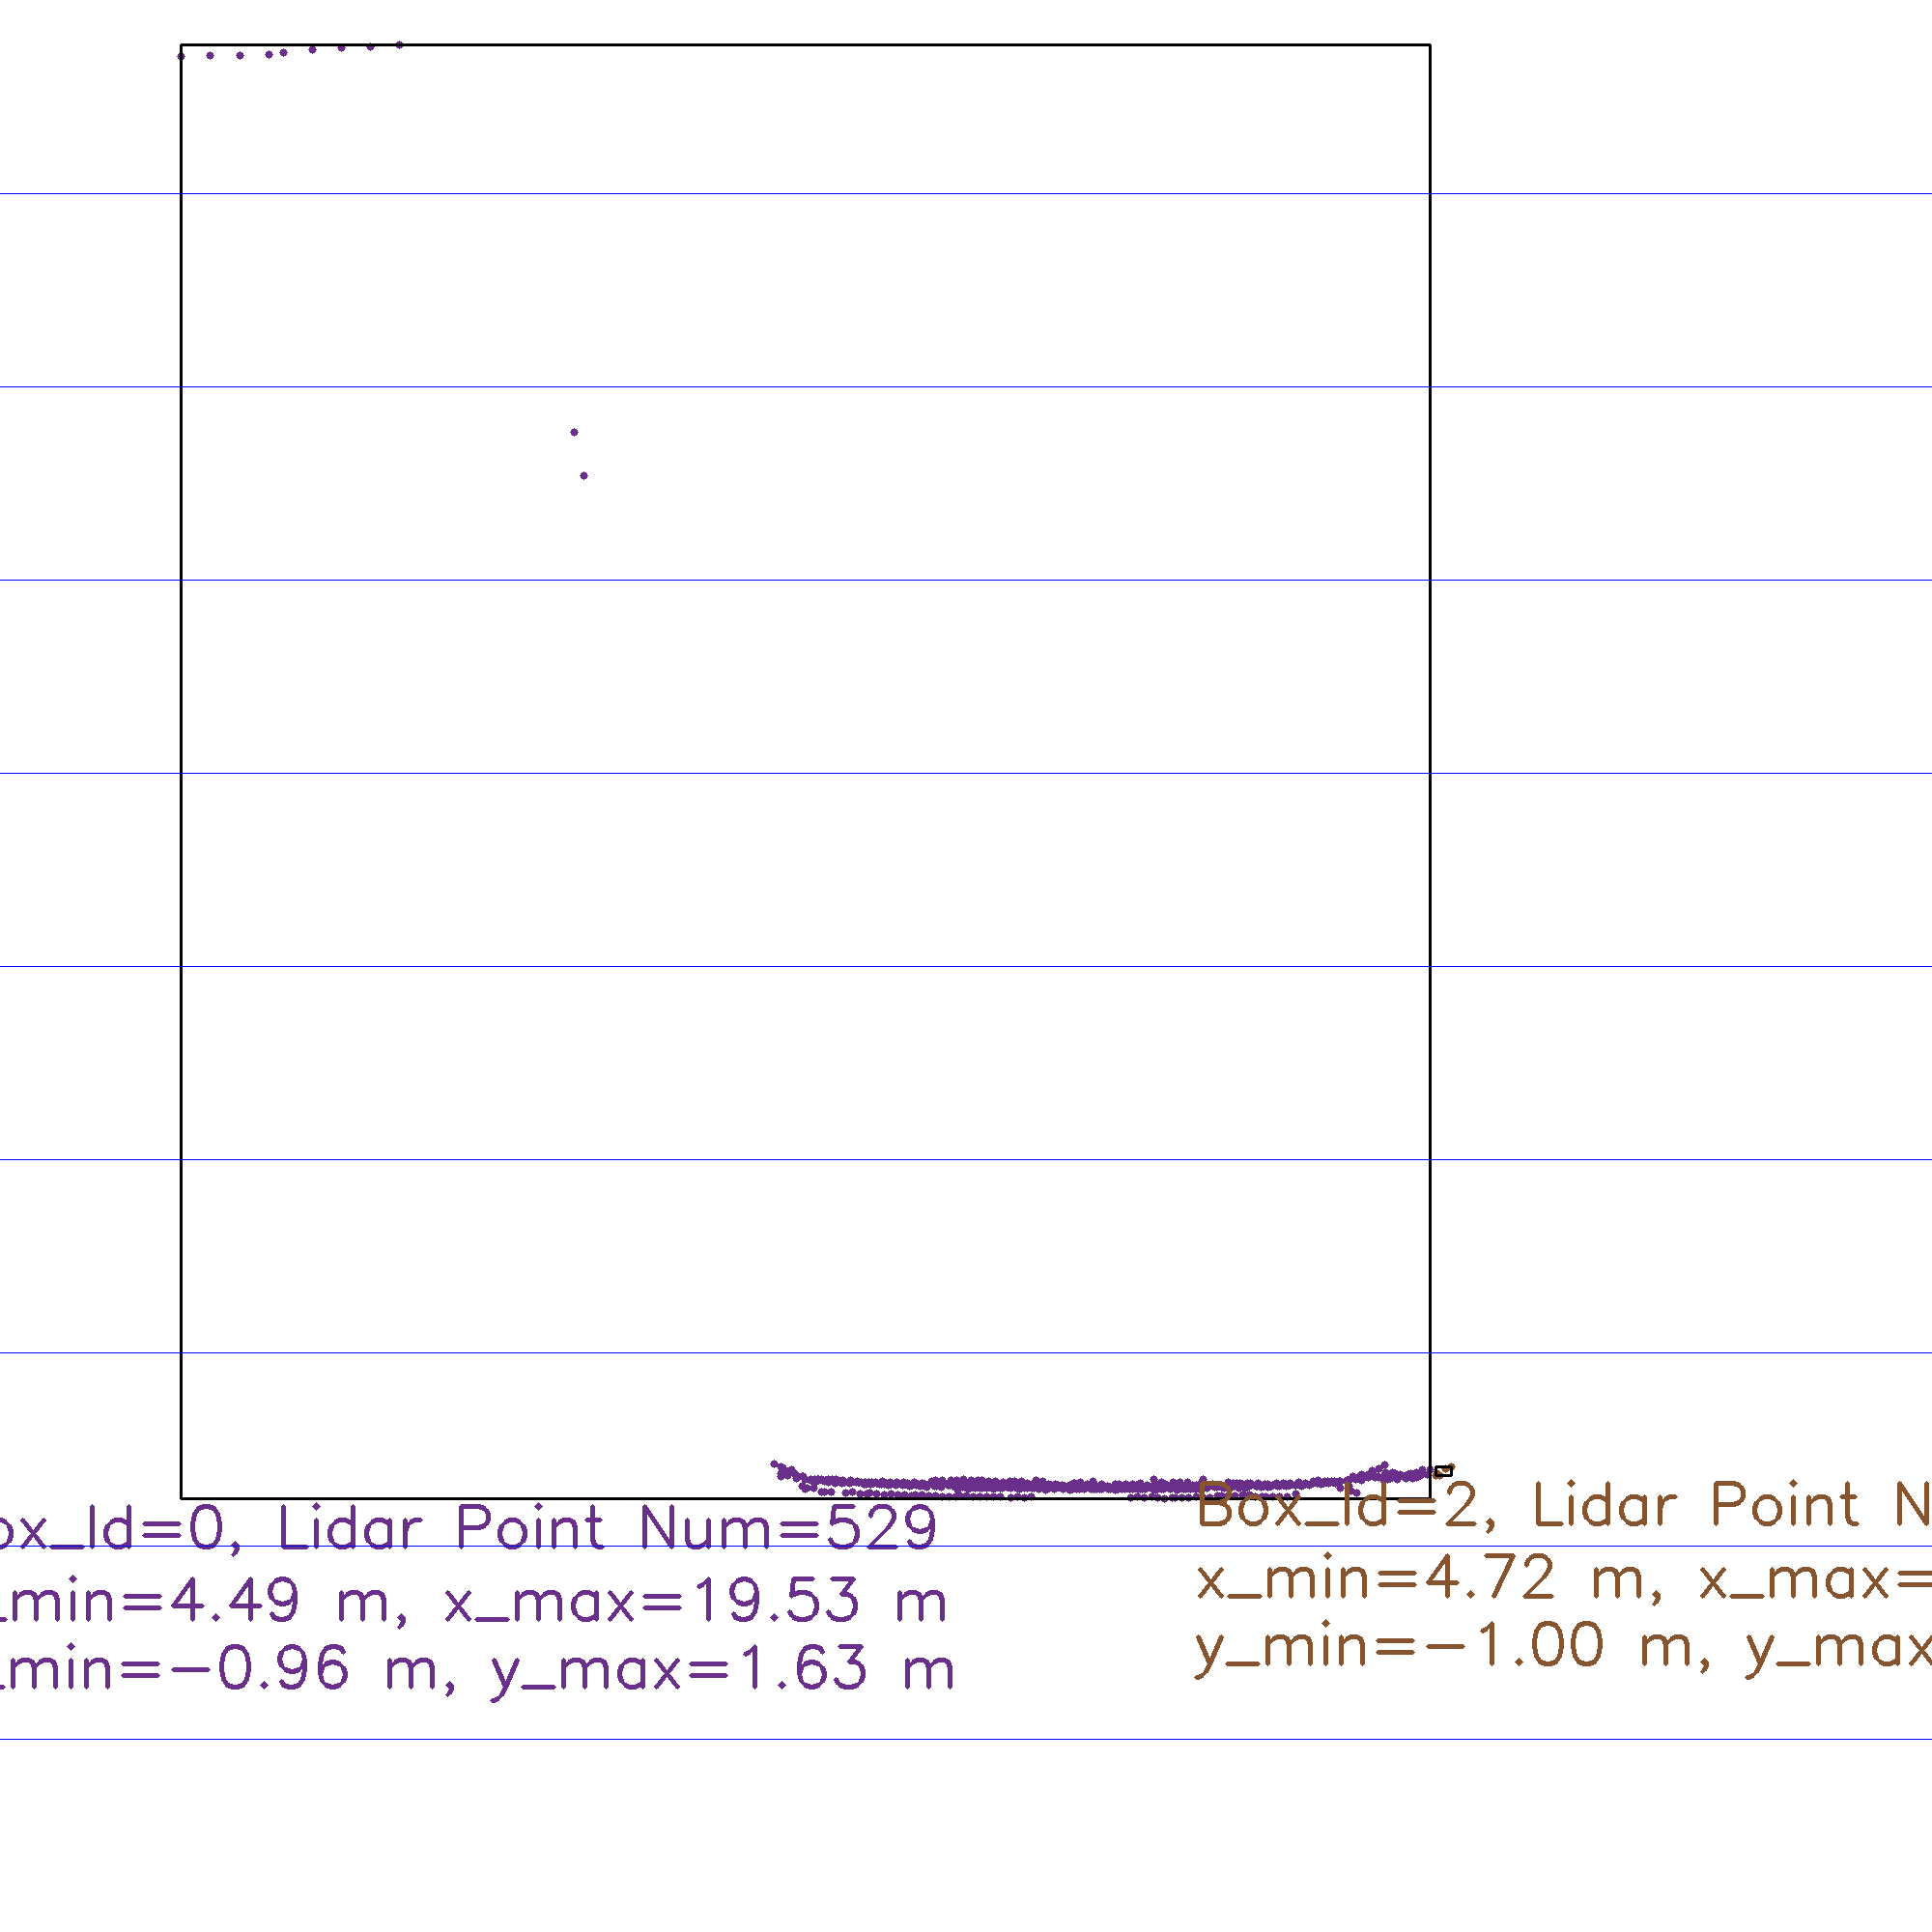 ox_Id=0, Lidar Point Num=529
_min=4.49 m, x_max=19.53 m
_min=-0.96 m, y_max=1.63 m
Box_Id=2, Lidar Point N
x_min=4.72 m, x_max=
y_min=-1.00 m, y_max